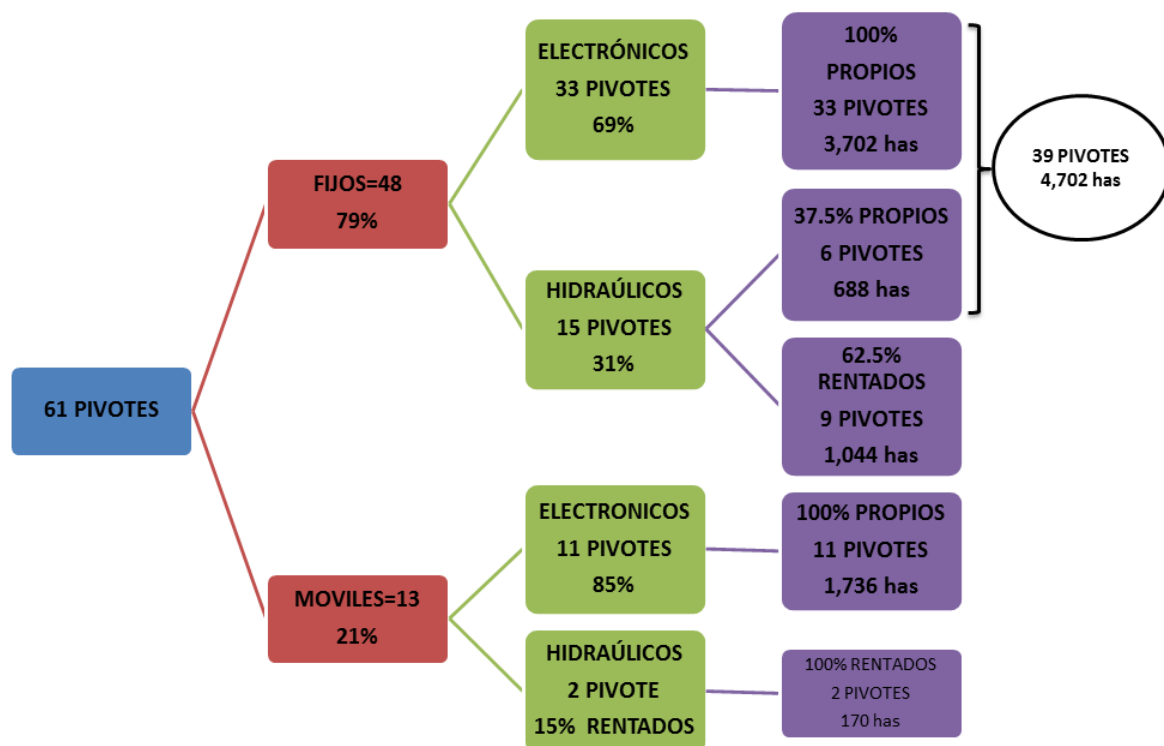 61 PIVOTES
FIJOS=48
79%
ELECTRÓNICOS
33 PIVOTES
69%
100%
PROPIOS
33 PIVOTES
3,702 has
HIDRAÚLICOS
15 PIVOTES
31%
37.5% PROPIOS
6 PIVOTES
688 has
62.5%
RENTADOS
9 PIVOTES
1,044 has
39 PIVOTES
4,702 has
MOVILES=13
21%
ELECTRONICOS
11 PIVOTES
85%
100% PROPIOS
11 PIVOTES
1,736 has
HIDRAÚLICOS
2 PIVOTE
15% RENTADOS
100% RENTADOS
2 PIVOTES
170 has